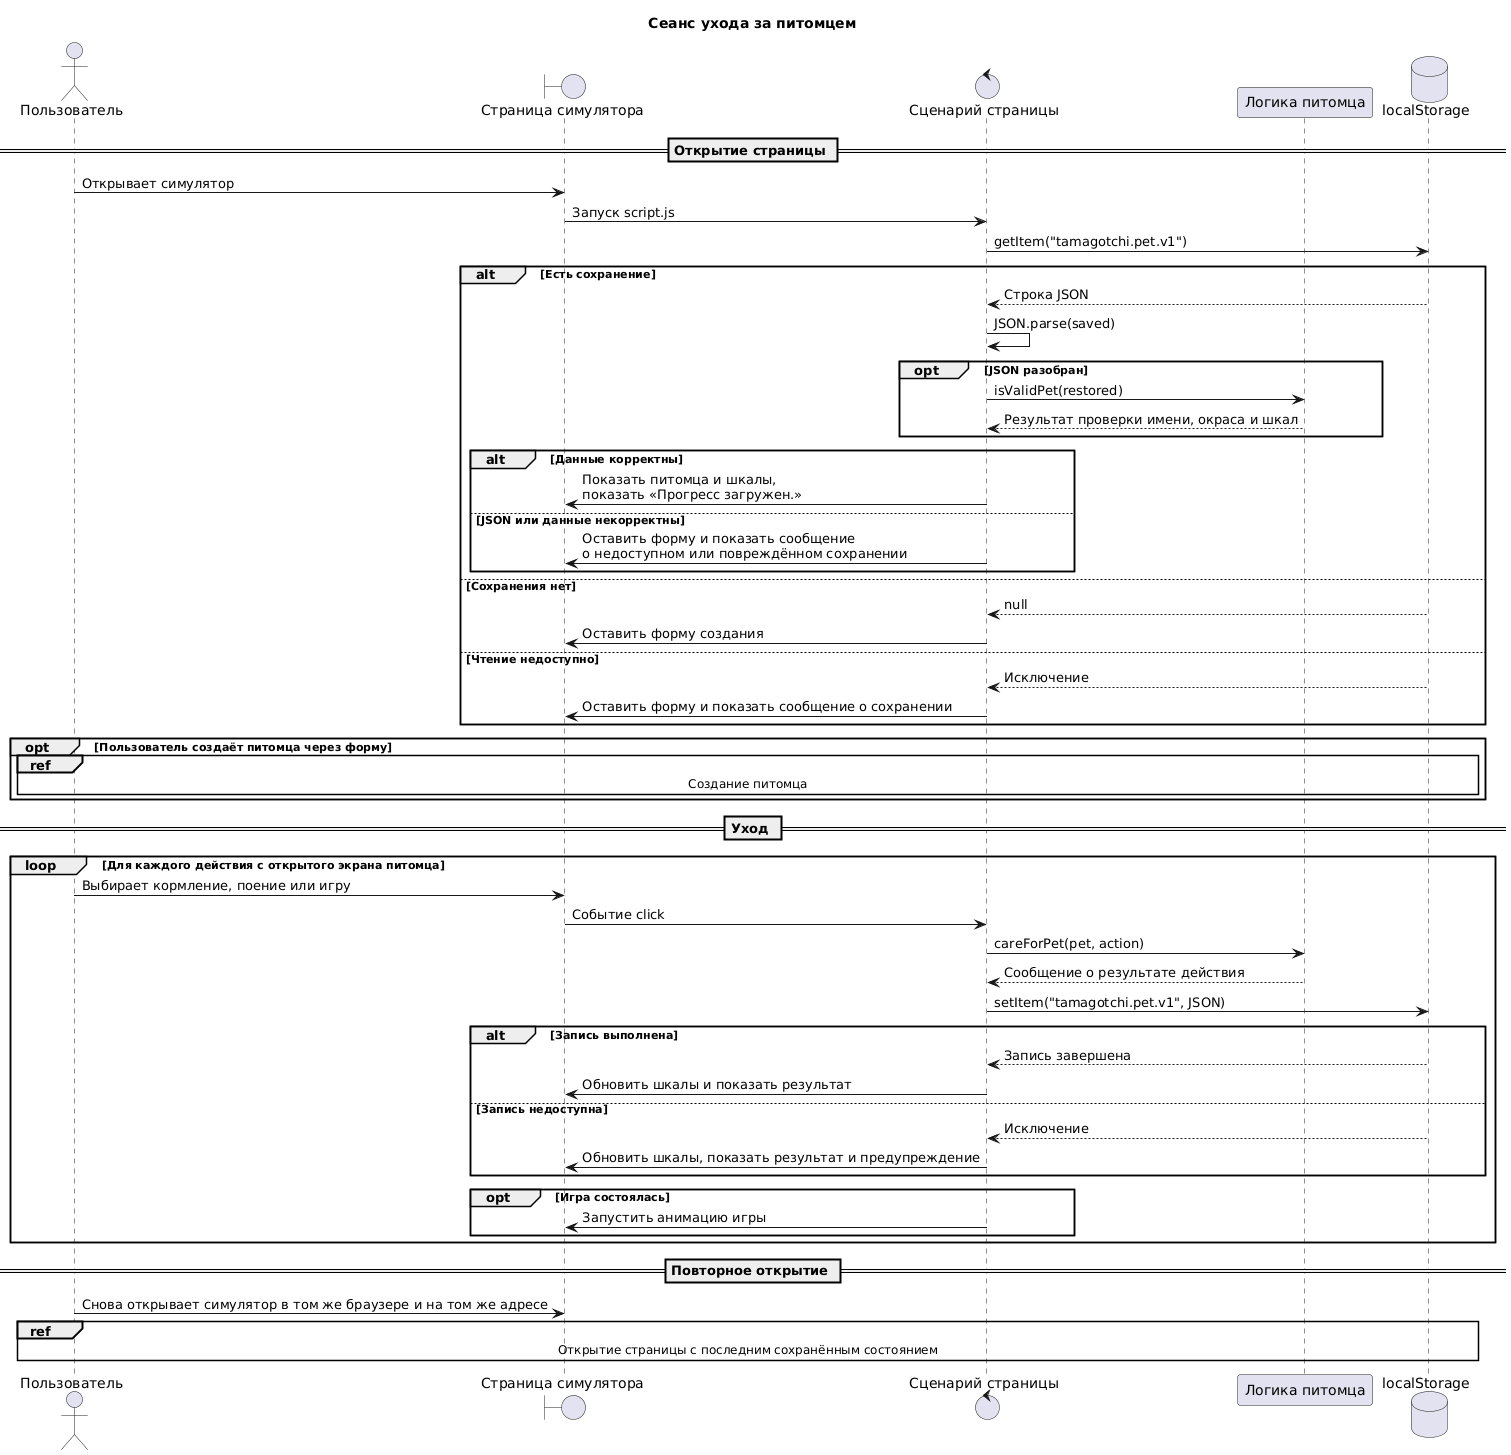 Сеанс ухода за питомцем
Пользователь
Страница симулятора
Сценарий страницы
Логика питомца
localStorage
Открытие страницы
Открывает симулятор
Запуск script.js
getItem("tamagotchi.pet.v1")
alt [Есть сохранение]
Строка JSON
JSON.parse(saved)
opt [JSON разобран]
isValidPet(restored)
Результат проверки имени, окраса и шкал
alt [Данные корректны]
Показать питомца и шкалы,
показать «Прогресс загружен.»
[JSON или данные некорректны]
Оставить форму и показать сообщение
о недоступном или повреждённом сохранении
[Сохранения нет]
null
Оставить форму создания
[Чтение недоступно]
Исключение
Оставить форму и показать сообщение о сохранении
opt [Пользователь создаёт питомца через форму]
ref
Создание питомца
Уход
loop [Для каждого действия с открытого экрана питомца]
Выбирает кормление, поение или игру
Событие click
careForPet(pet, action)
Сообщение о результате действия
setItem("tamagotchi.pet.v1", JSON)
alt [Запись выполнена]
Запись завершена
Обновить шкалы и показать результат
[Запись недоступна]
Исключение
Обновить шкалы, показать результат и предупреждение
opt [Игра состоялась]
Запустить анимацию игры
Повторное открытие
Снова открывает симулятор в том же браузере и на том же адресе
ref
Открытие страницы с последним сохранённым состоянием
Пользователь
Страница симулятора
Сценарий страницы
Логика питомца
localStorage